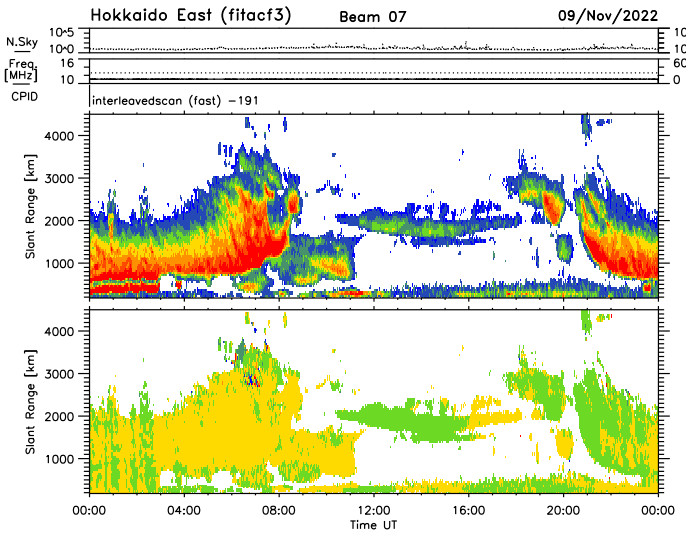 Hokkaido East (fitacf3) Beam 07 09/Nov/2022
10^5 10^5
N.Sky
10^0 10^0
Freq. 16 60
[MHz] 10 0
CPID interleavedscan (fast) -191
Slant Range [km]
4000
3000
2000
1000
Slant Range [km]
4000
3000
2000
1000
00:00 04:00 08:00 12:00 16:00 20:00 00:00
Time UT